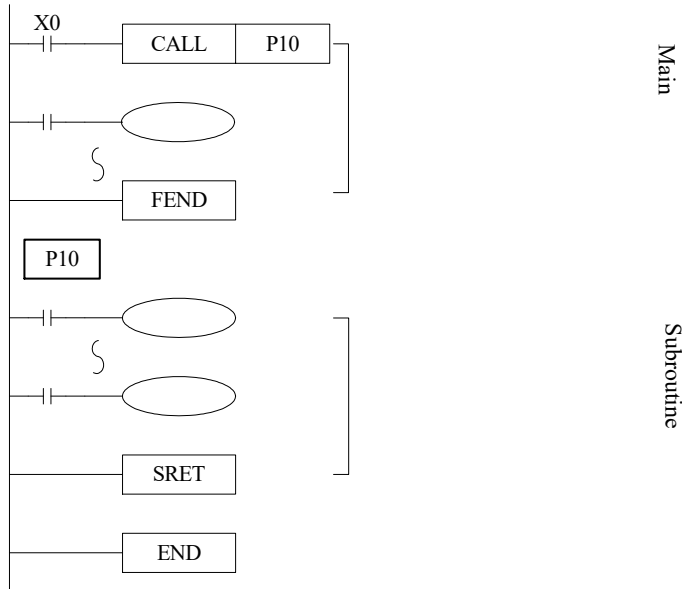 X0
CALL P10
Main
FEND
P10
Subroutine
SRET
END